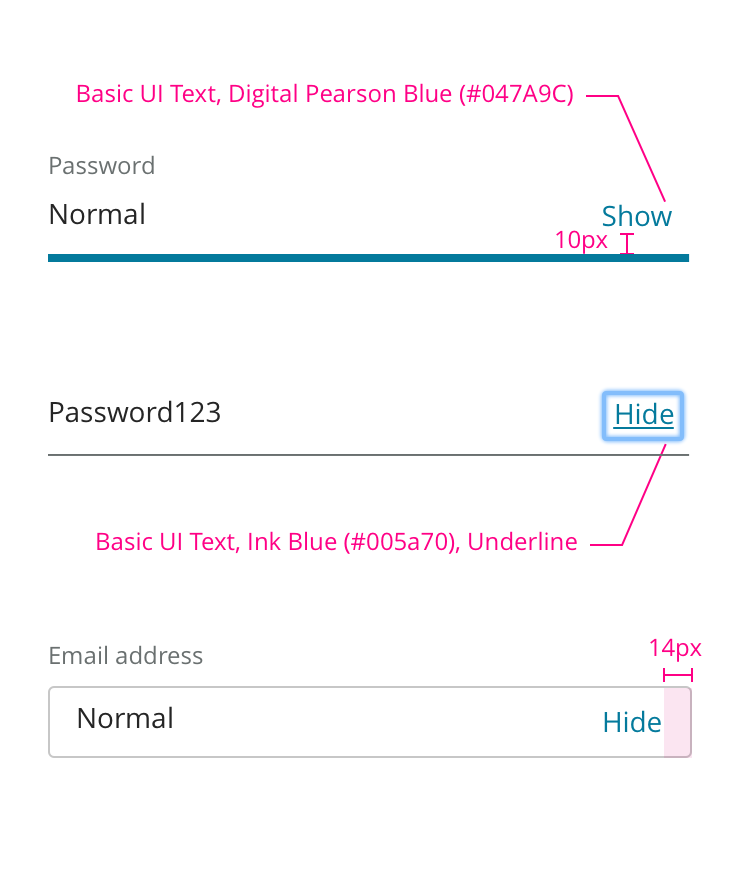 Basic UI Text, Digital Pearson Blue (#047A9C)
Password
Normal
Show
10px
Password123
Hide
Basic UI Text, Ink Blue (#005a70), Underline
Email address
14px
Normal
Hide